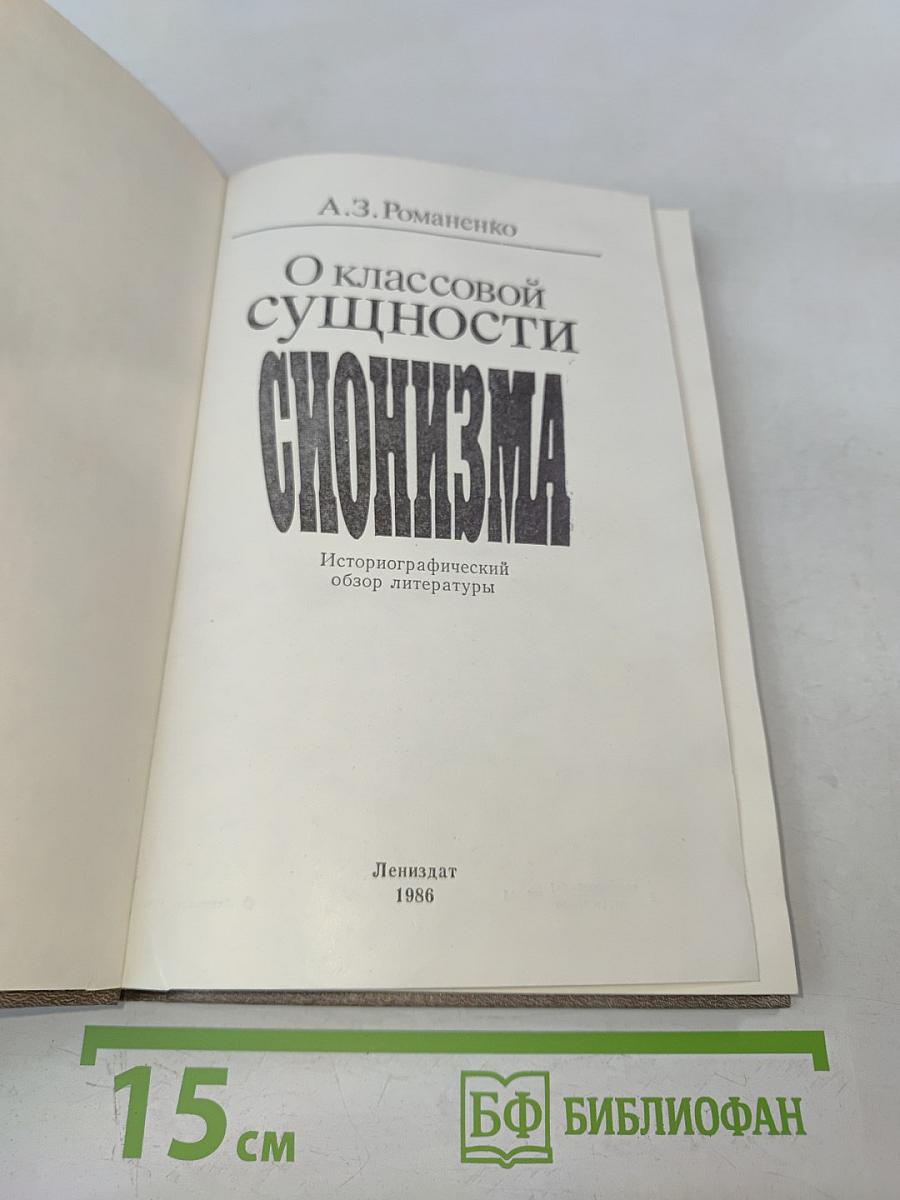 А.З.Романенко
О классовой
сущности
СИОНИЗМА
Историографический
обзор литературы
Лениздат
1986
15 см
БФ БИБЛИОФАН